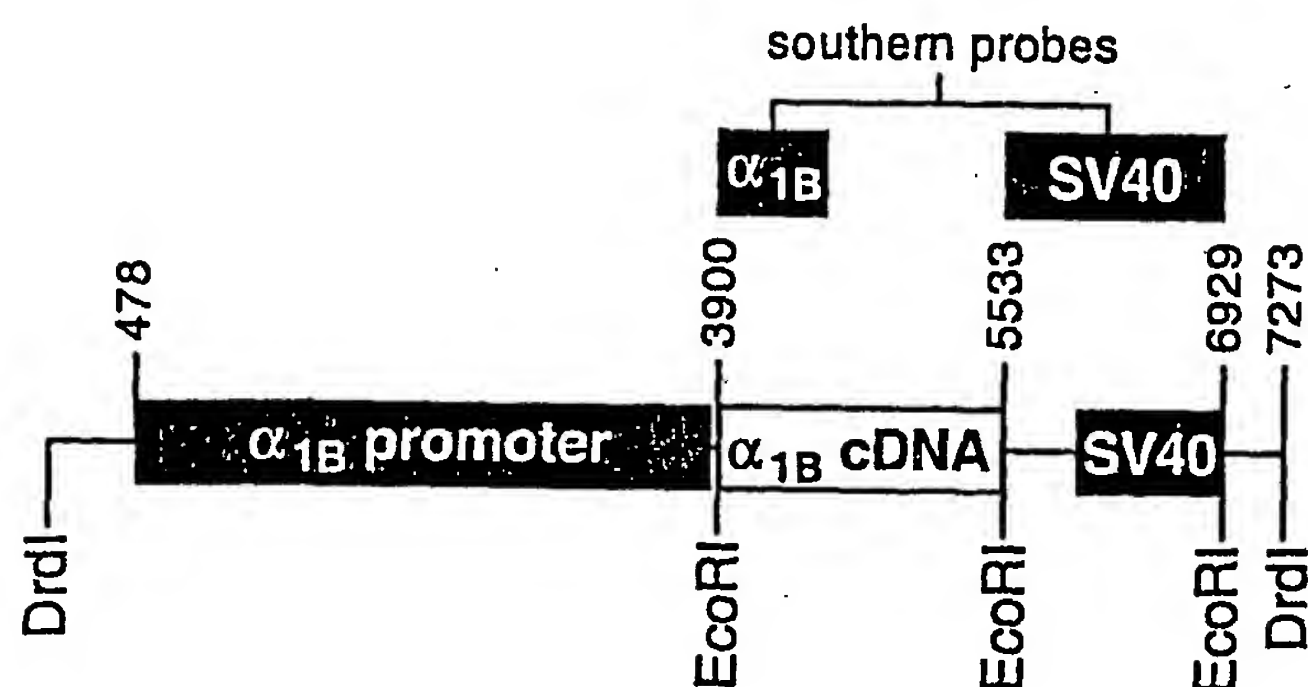 southern probes
α1B
SV40
478
3900
5533
6929
7273
α1B promoter
α1B cDNA
SV40
DrdI
EcoRI
EcoRI
EcoRI
DrdI